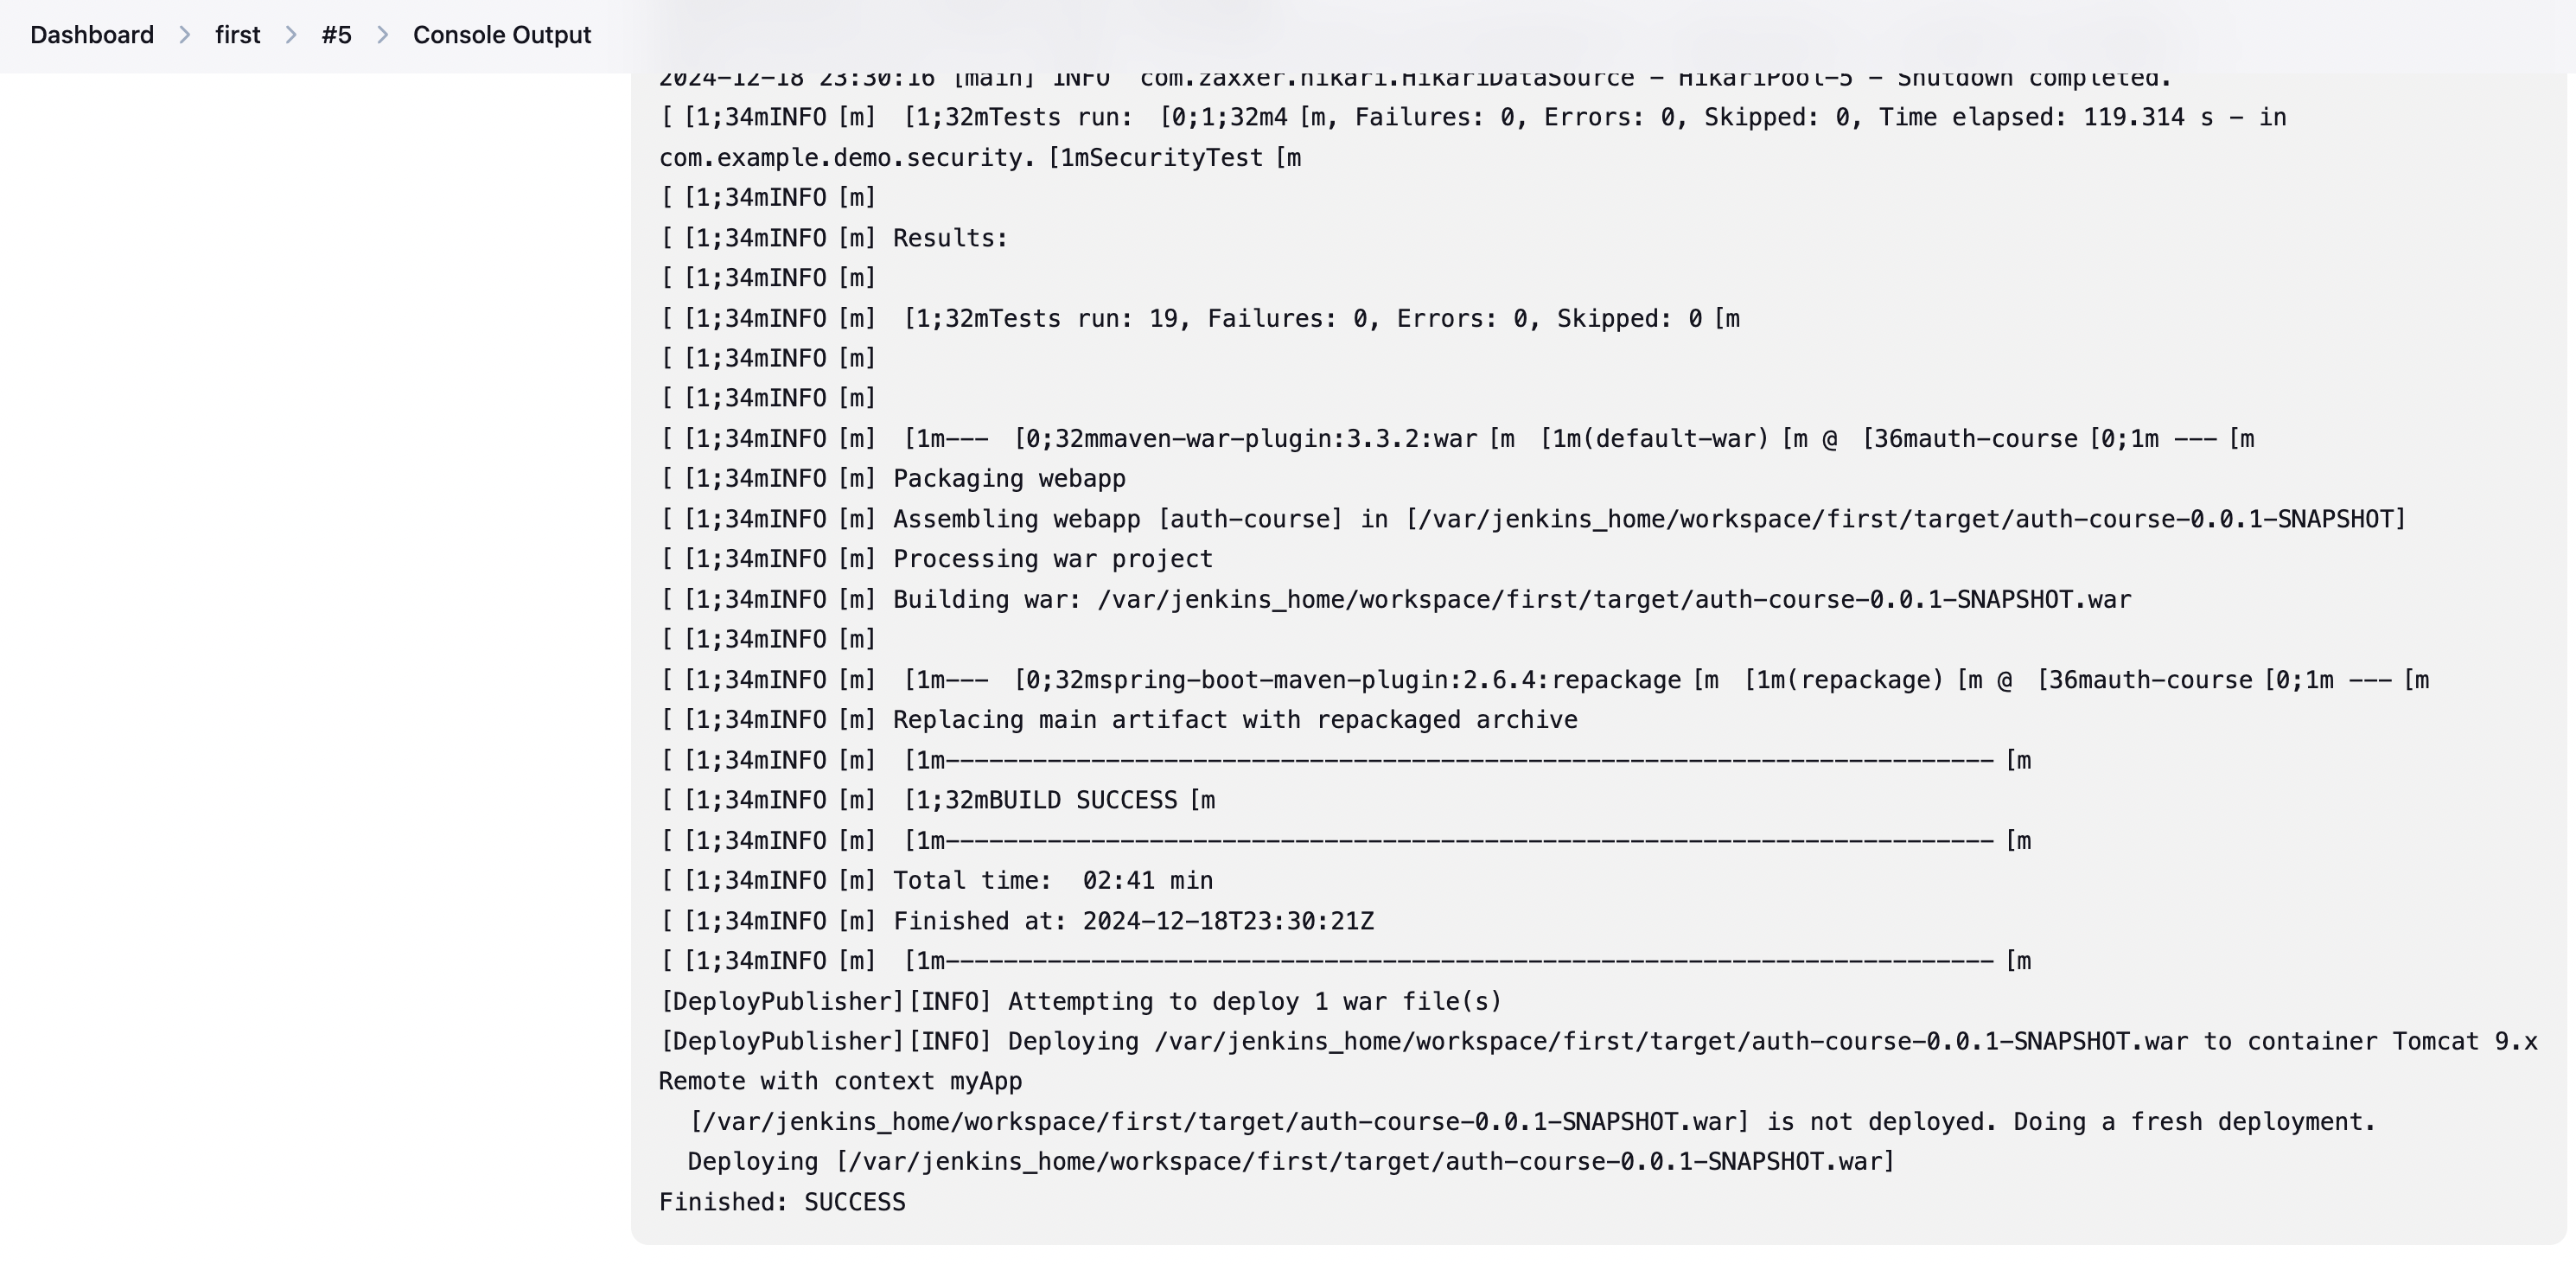 Dashboard > first > #5 > Console Output
2024-12-18 23:30:16 [main] INFO  com.zaxxer.hikari.HikariDataSource - HikariPool-5 - Shutdown completed.
[ [1;34mINFO [m]  [1;32mTests run:  [0;1;32m4 [m, Failures: 0, Errors: 0, Skipped: 0, Time elapsed: 119.314 s - in
com.example.demo.security. [1mSecurityTest [m
[ [1;34mINFO [m]
[ [1;34mINFO [m] Results:
[ [1;34mINFO [m]
[ [1;34mINFO [m]  [1;32mTests run: 19, Failures: 0, Errors: 0, Skipped: 0 [m
[ [1;34mINFO [m]
[ [1;34mINFO [m]
[ [1;34mINFO [m]  [1m---  [0;32mmaven-war-plugin:3.3.2:war [m  [1m(default-war) [m @  [36mauth-course [0;1m --- [m
[ [1;34mINFO [m] Packaging webapp
[ [1;34mINFO [m] Assembling webapp [auth-course] in [/var/jenkins_home/workspace/first/target/auth-course-0.0.1-SNAPSHOT]
[ [1;34mINFO [m] Processing war project
[ [1;34mINFO [m] Building war: /var/jenkins_home/workspace/first/target/auth-course-0.0.1-SNAPSHOT.war
[ [1;34mINFO [m]
[ [1;34mINFO [m]  [1m---  [0;32mspring-boot-maven-plugin:2.6.4:repackage [m  [1m(repackage) [m @  [36mauth-course [0;1m --- [m
[ [1;34mINFO [m] Replacing main artifact with repackaged archive
[ [1;34mINFO [m]  [1m------------------------------------------------------------------------ [m
[ [1;34mINFO [m]  [1;32mBUILD SUCCESS [m
[ [1;34mINFO [m]  [1m------------------------------------------------------------------------ [m
[ [1;34mINFO [m] Total time:  02:41 min
[ [1;34mINFO [m] Finished at: 2024-12-18T23:30:21Z
[ [1;34mINFO [m]  [1m------------------------------------------------------------------------ [m
[DeployPublisher][INFO] Attempting to deploy 1 war file(s)
[DeployPublisher][INFO] Deploying /var/jenkins_home/workspace/first/target/auth-course-0.0.1-SNAPSHOT.war to container Tomcat 9.x
Remote with context myApp
  [/var/jenkins_home/workspace/first/target/auth-course-0.0.1-SNAPSHOT.war] is not deployed. Doing a fresh deployment.
  Deploying [/var/jenkins_home/workspace/first/target/auth-course-0.0.1-SNAPSHOT.war]
Finished: SUCCESS